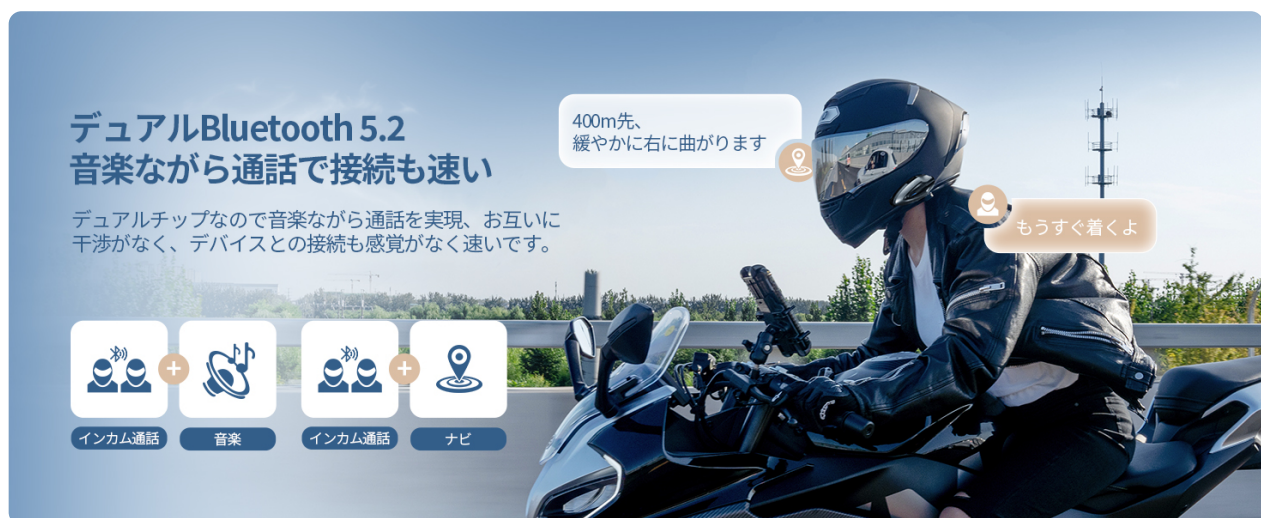 デュアルBluetooth 5.2
音楽ながら通話で接続も速い
デュアルチップなので音楽ながら通話を実現、お互いに
干渉がなく、デバイスとの接続も感覚がなく速いです。
400m先、
緩やかに右に曲がります
もうすぐ着くよ
インカム通話
音楽
インカム通話
ナビ